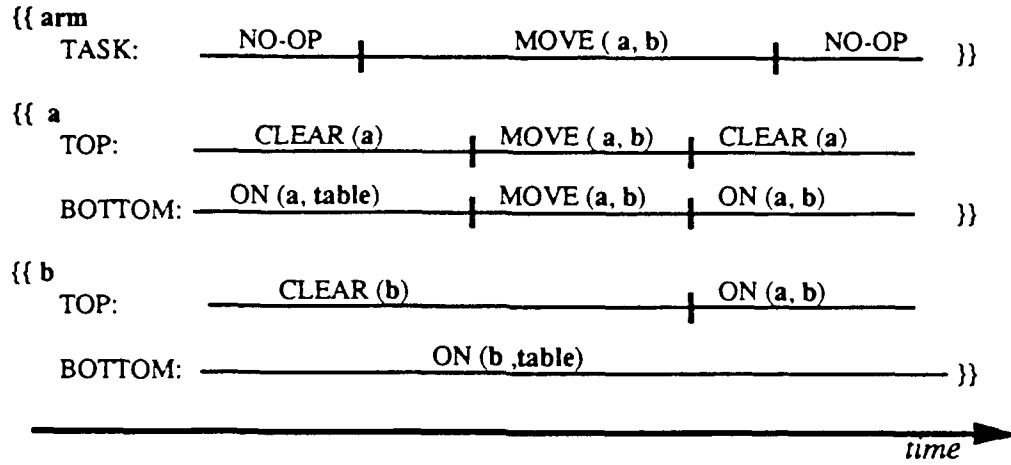 {{ arm
TASK: NO-OP MOVE ( a, b) NO-OP }}
{{ a
TOP: CLEAR (a) MOVE ( a, b) CLEAR (a)
BOTTOM: ON (a, table) MOVE (a, b) ON (a, b) }}
{{ b
TOP: CLEAR (b) ON (a, b)
BOTTOM: ON (b ,table) }}
time